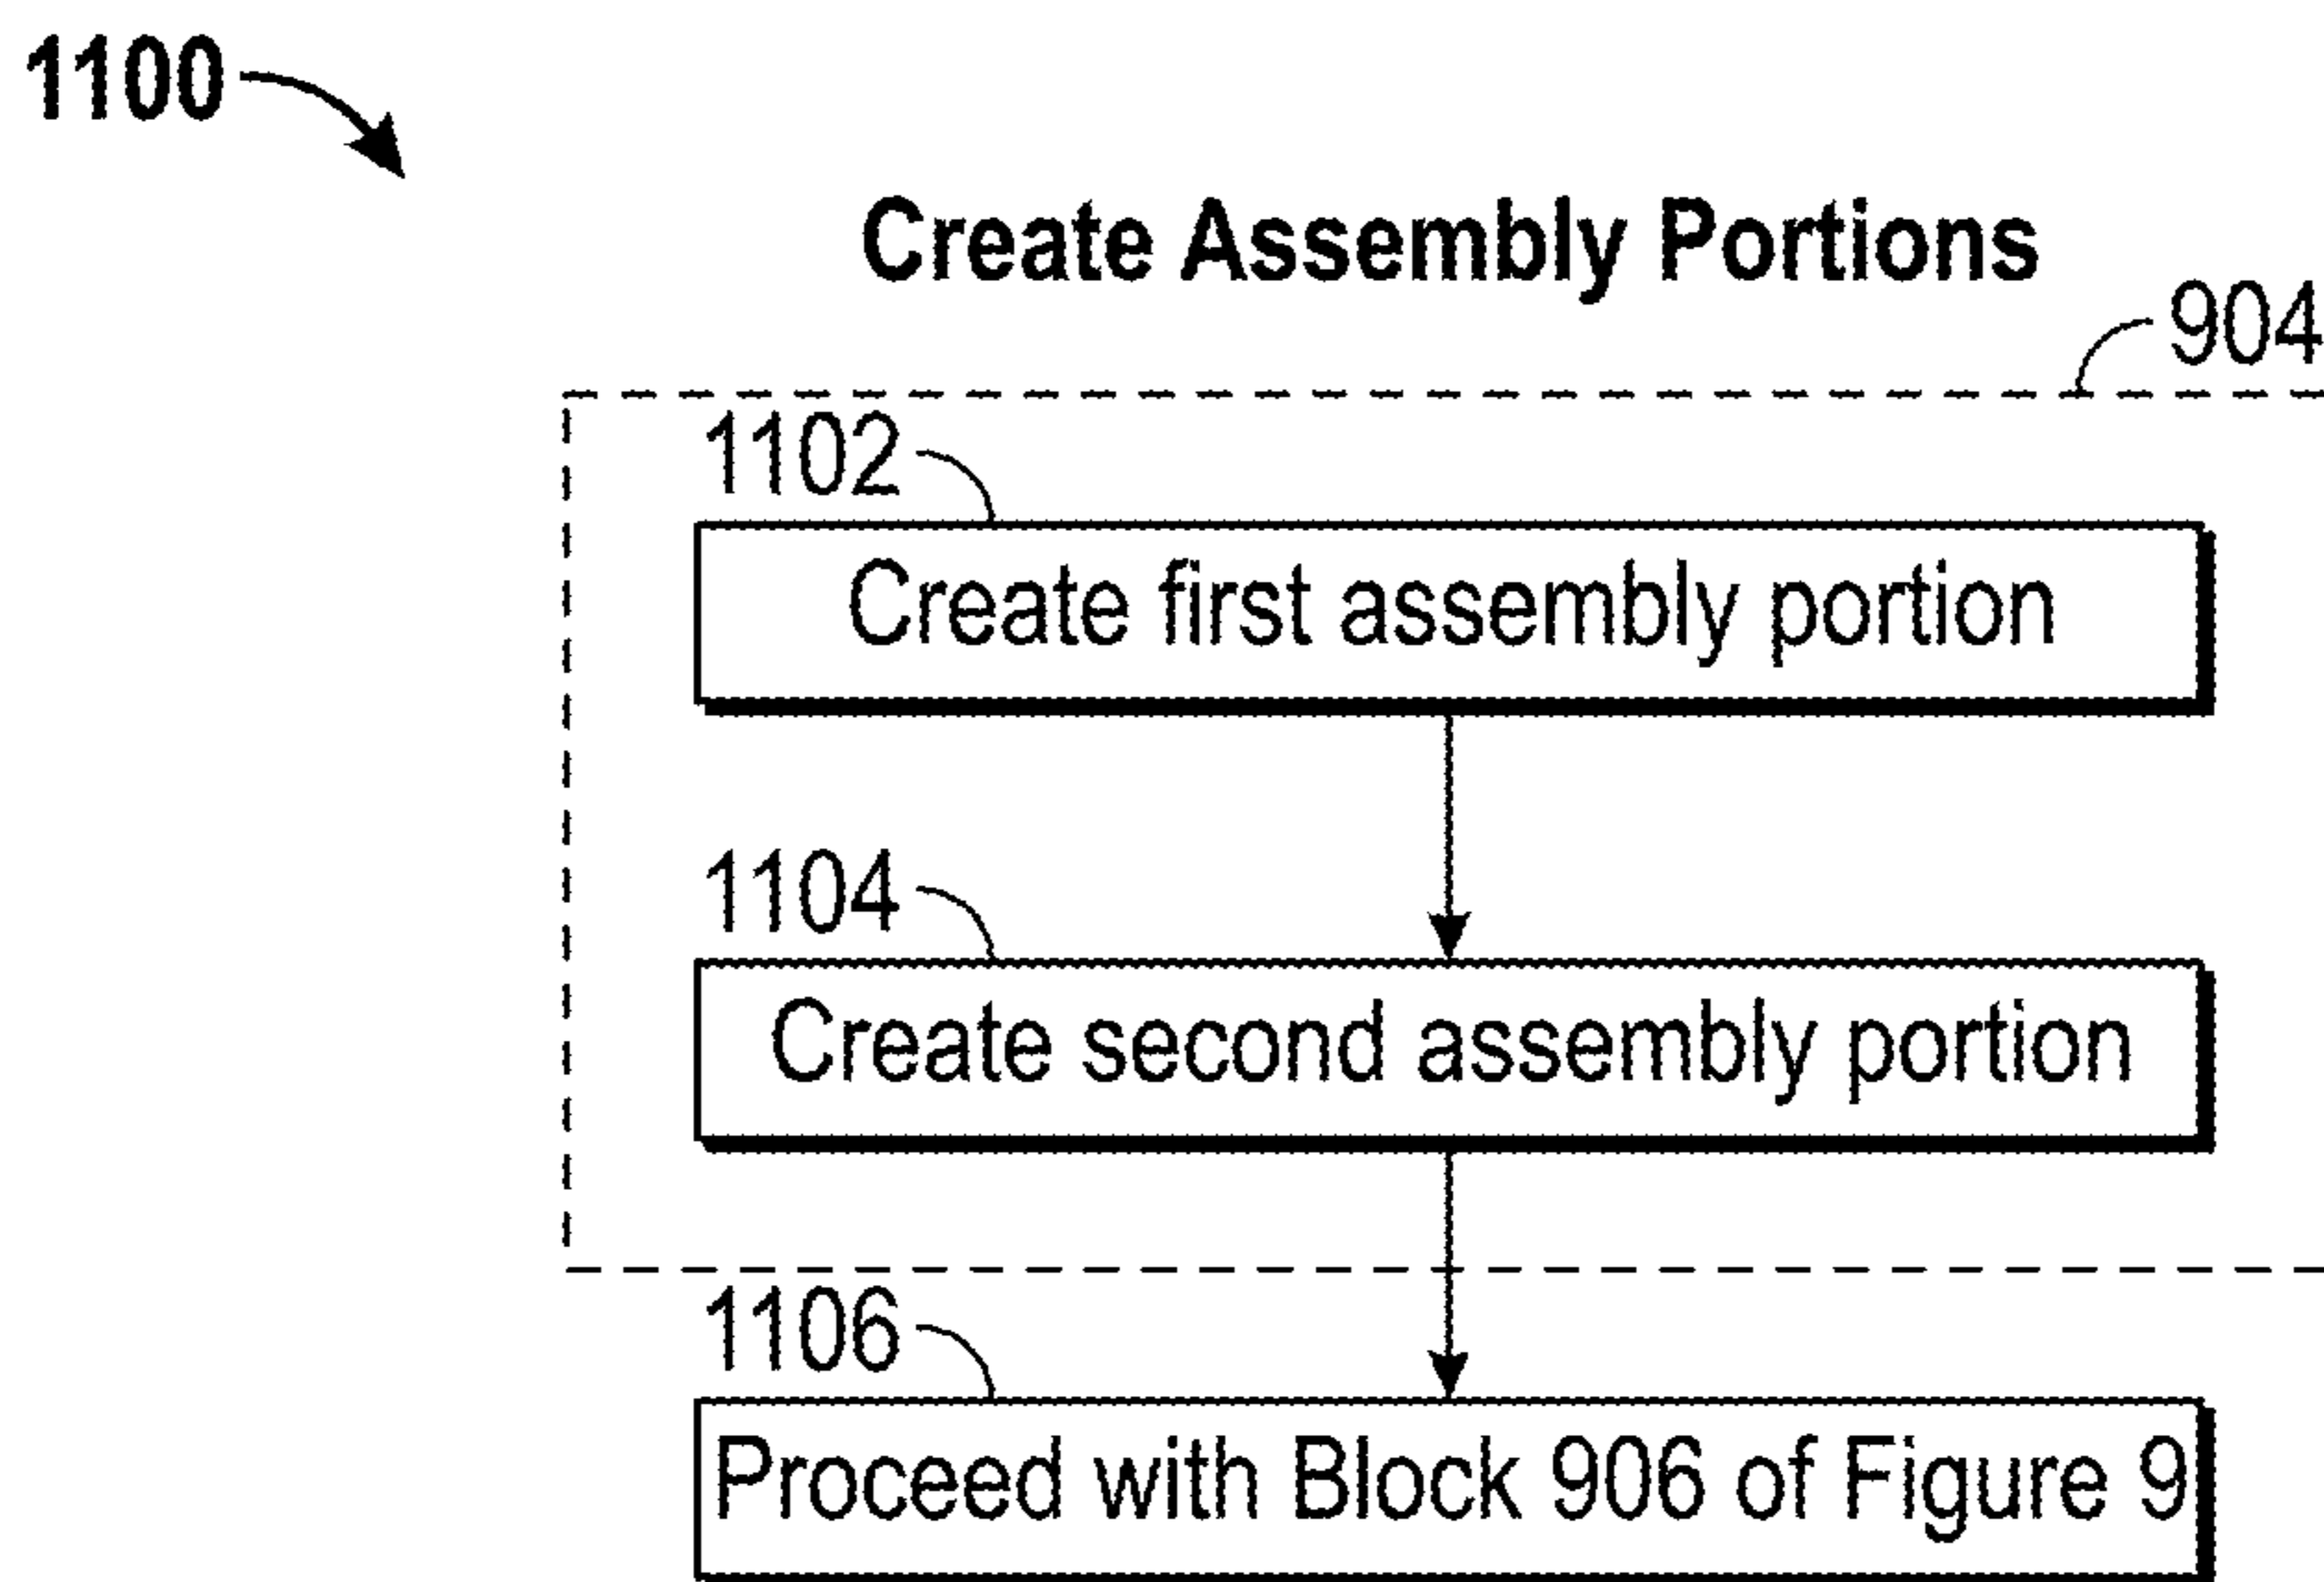 1100
Create Assembly Portions
904
1102
Create first assembly portion
1104
Create second assembly portion
1106
Proceed with Block 906 of Figure 9